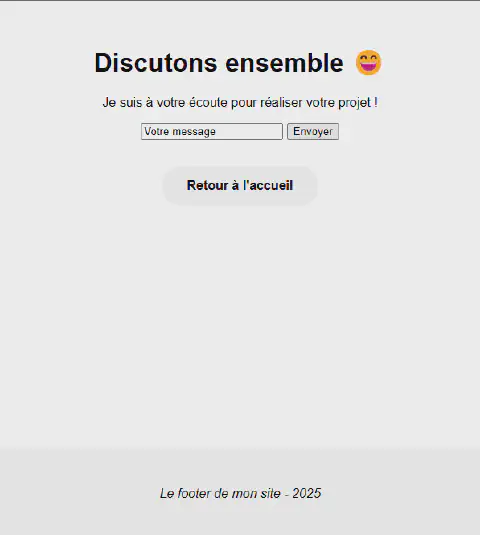 Discutons ensemble 😄
Je suis à votre écoute pour réaliser votre projet !
Votre message Envoyer
Retour à l'accueil
Le footer de mon site - 2025